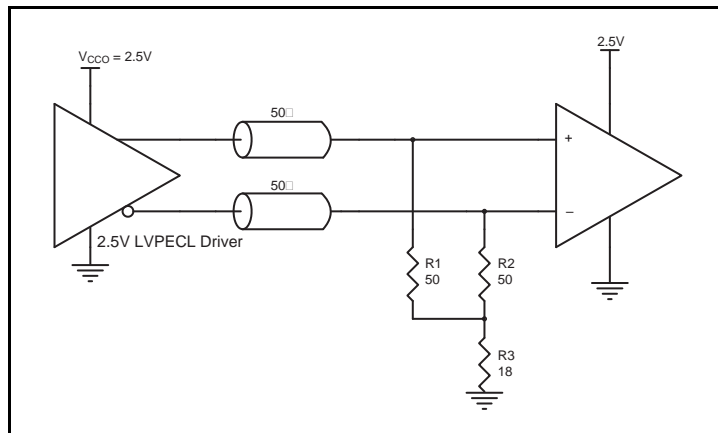 V_CCO = 2.5V
2.5V
50□
+
50□
–
2.5V LVPECL Driver
R1
50
R2
50
R3
18